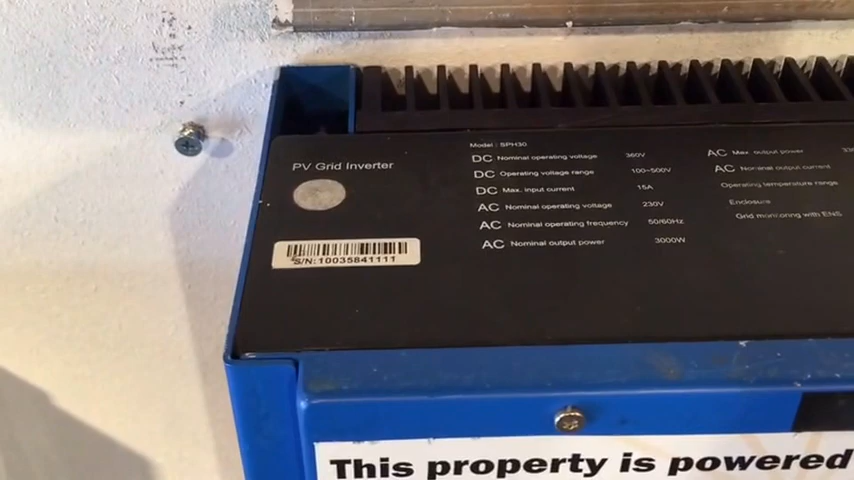 PV Grid Inverter
S/N:10035841111
Model : SPH30
DC Nominal operating voltage 360V
DC Operating voltage range 100~500V
DC Max. input current 15A
AC Nominal operating voltage 230V
AC Nominal operating frequency 50/60Hz
AC Nominal output power 3000W
AC Max. output power
AC Nominal output current
Operating temperature range
Enclosure
Grid monitoring with ENS
This property is powered